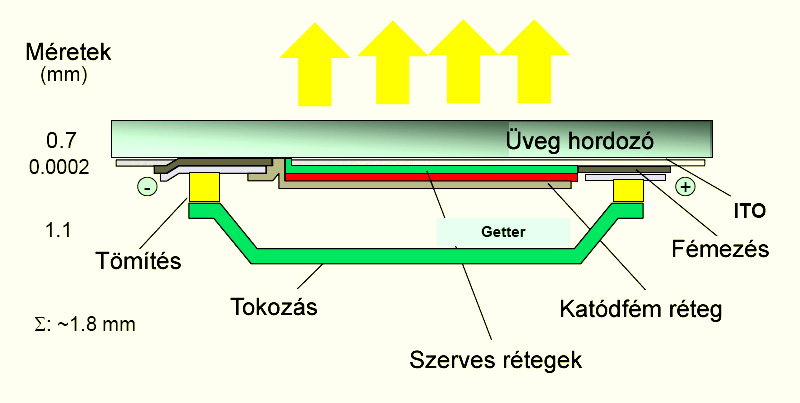 Méretek
(mm)
0.7
Üveg hordozó
0.0002
-
+
ITO
1.1
Getter
Fémezés
Tömítés
Tokozás
Katódfém réteg
Σ: ~1.8 mm
Szerves rétegek